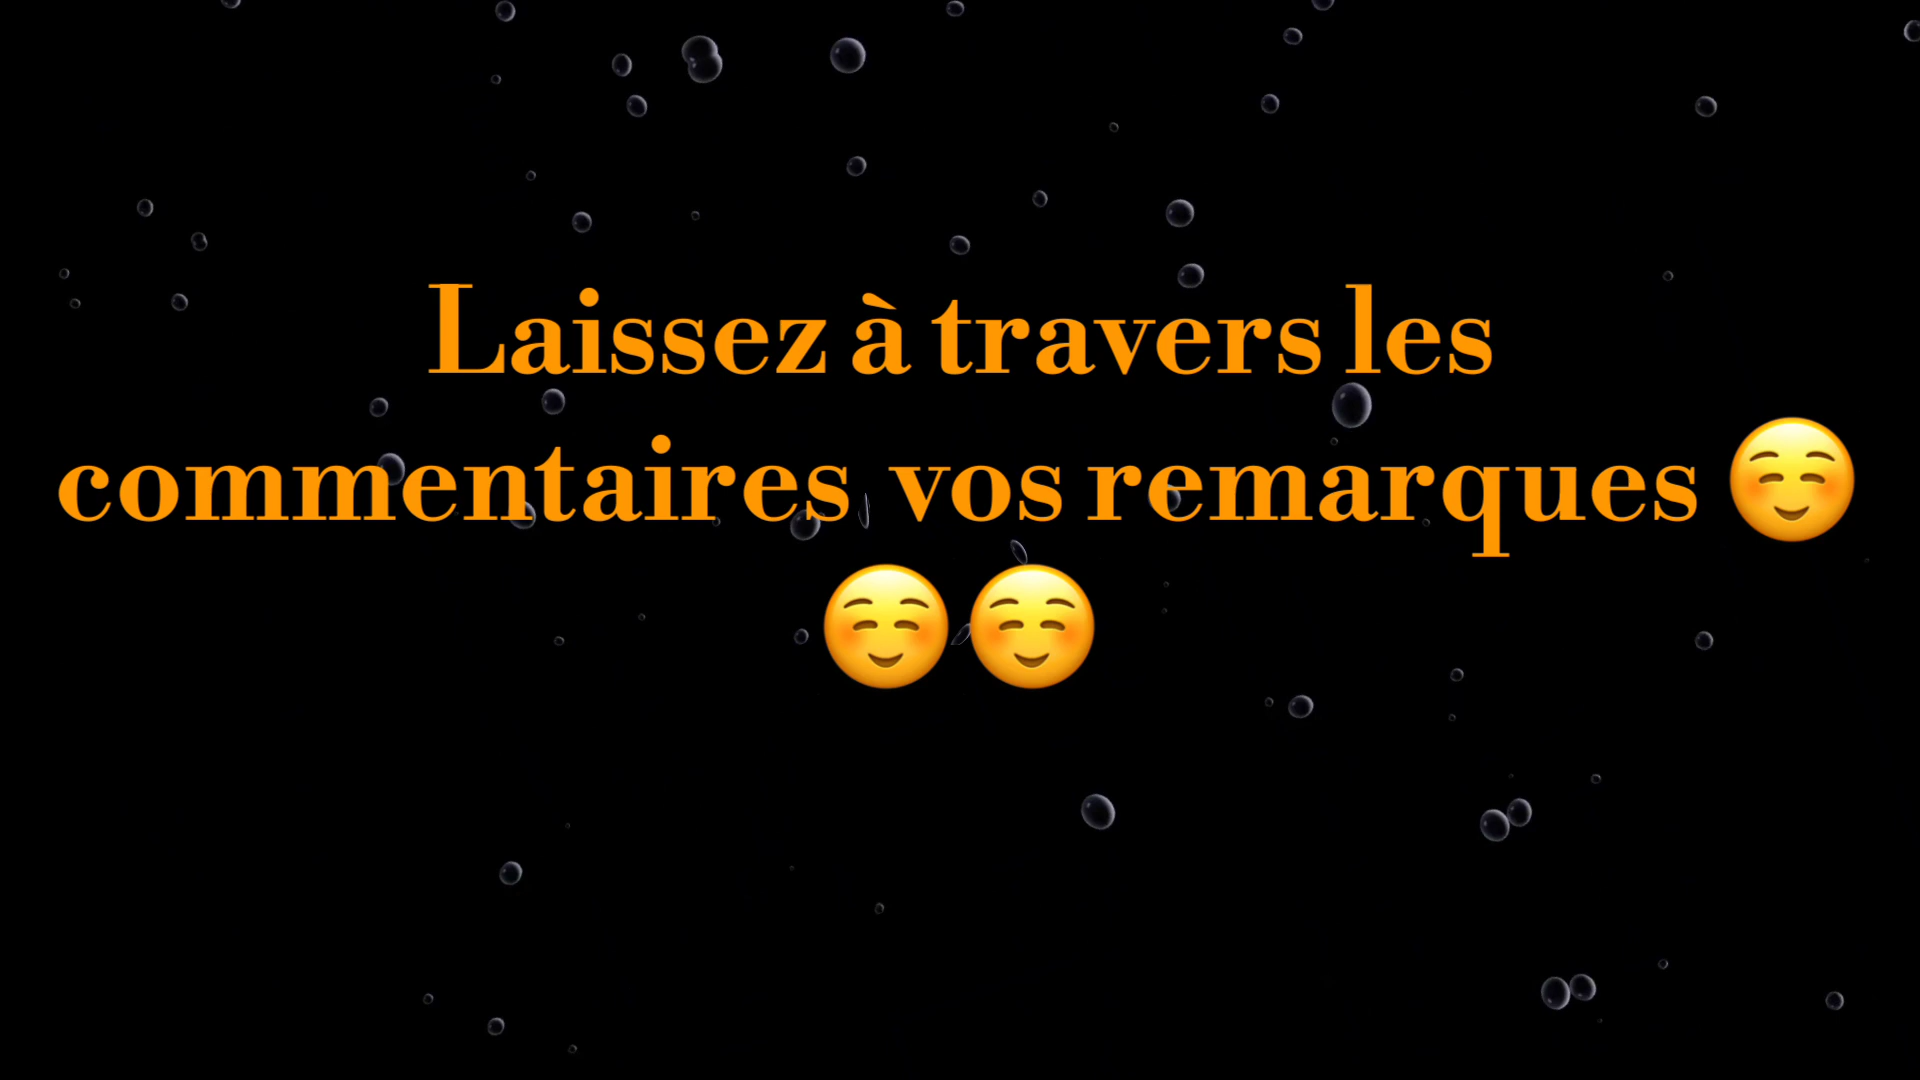 Laissez à travers les
commentaires vos remarques ☺️
☺️☺️